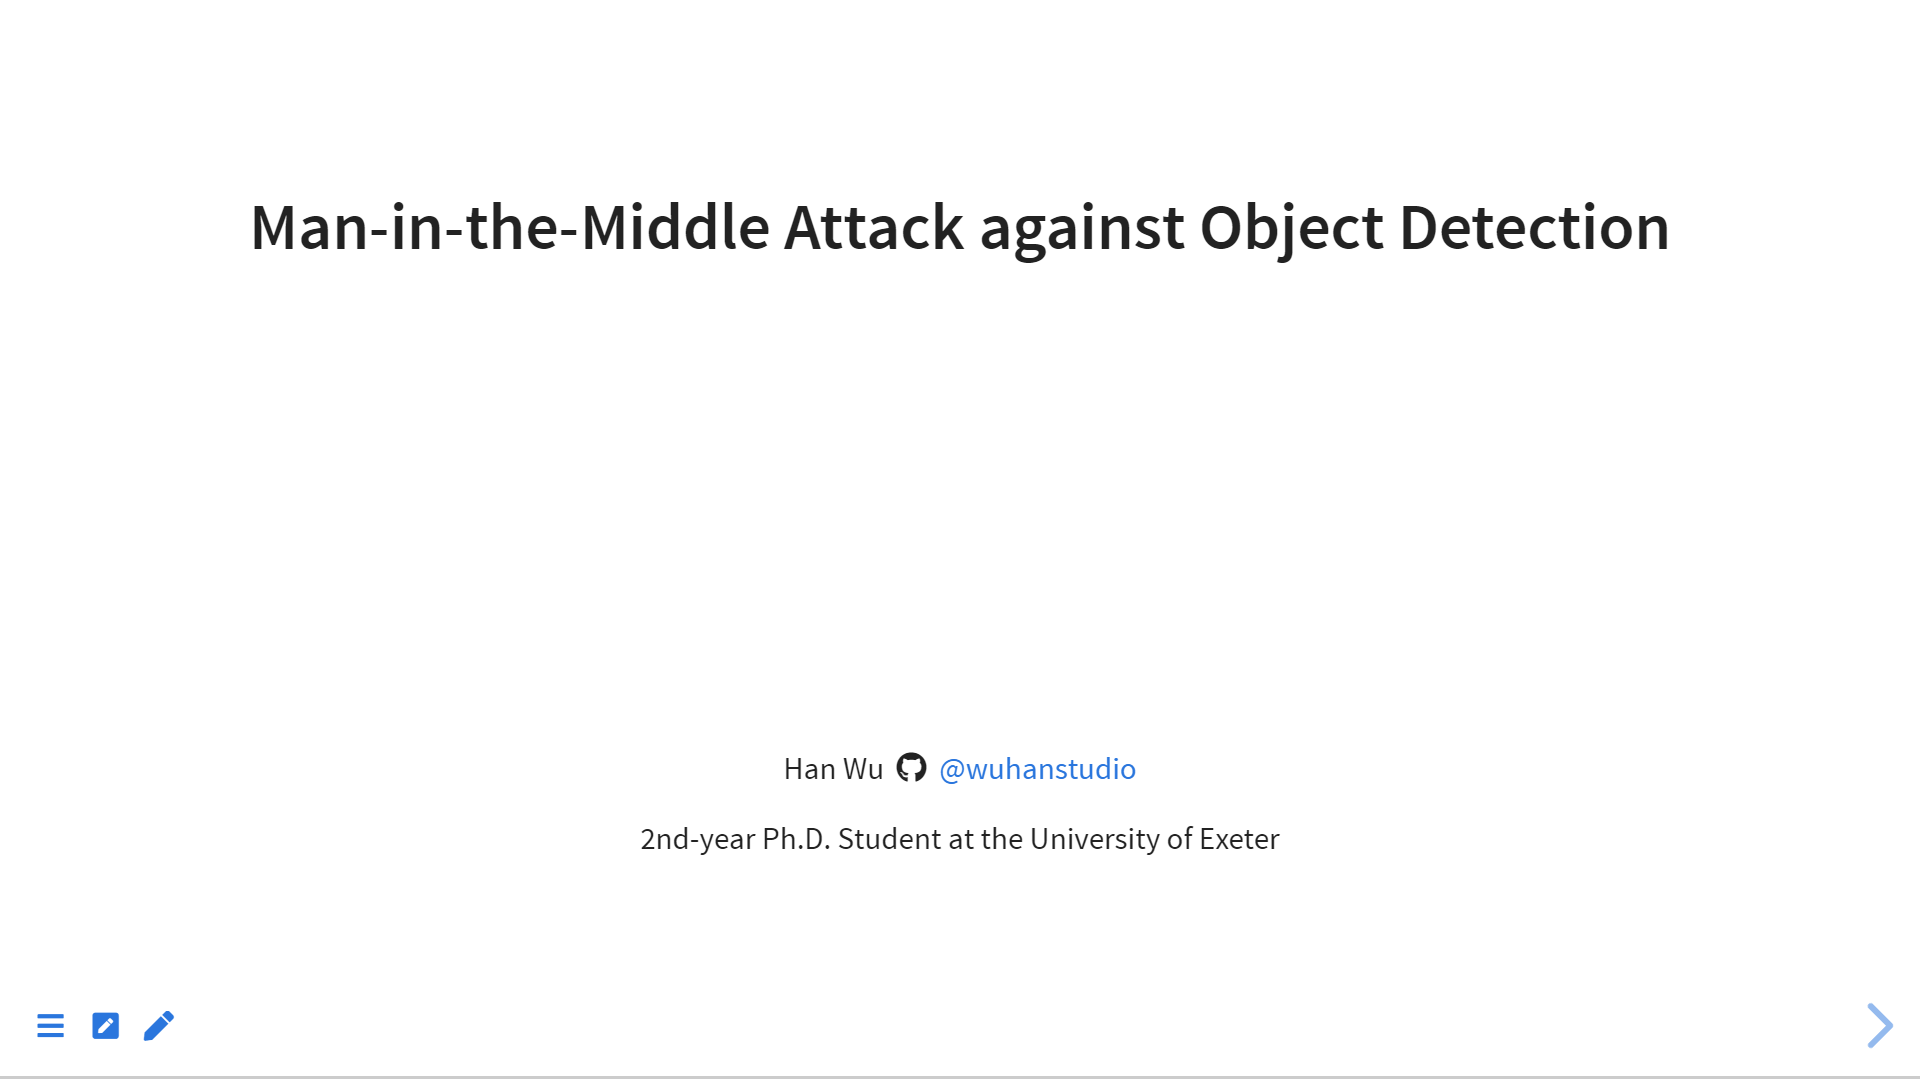 Man-in-the-Middle Attack against Object Detection
Han Wu @wuhanstudio
2nd-year Ph.D. Student at the University of Exeter